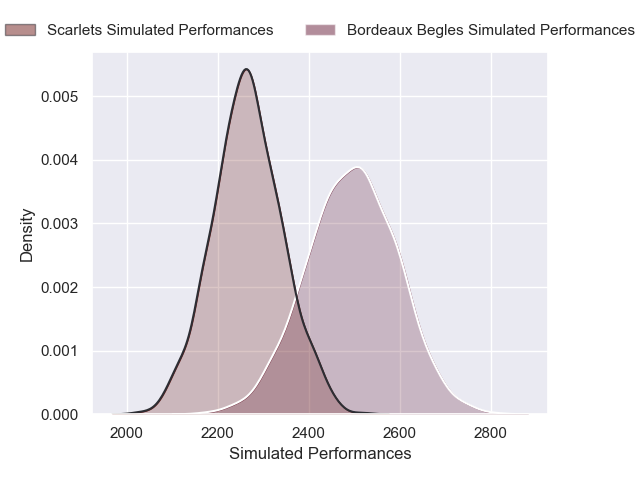 Scarlets Simulated Performances
Bordeaux Begles Simulated Performances
0.005
0.004
0.003
0.002
0.001
0.000
Density
2000
2200
2400
2600
2800
Simulated Performances